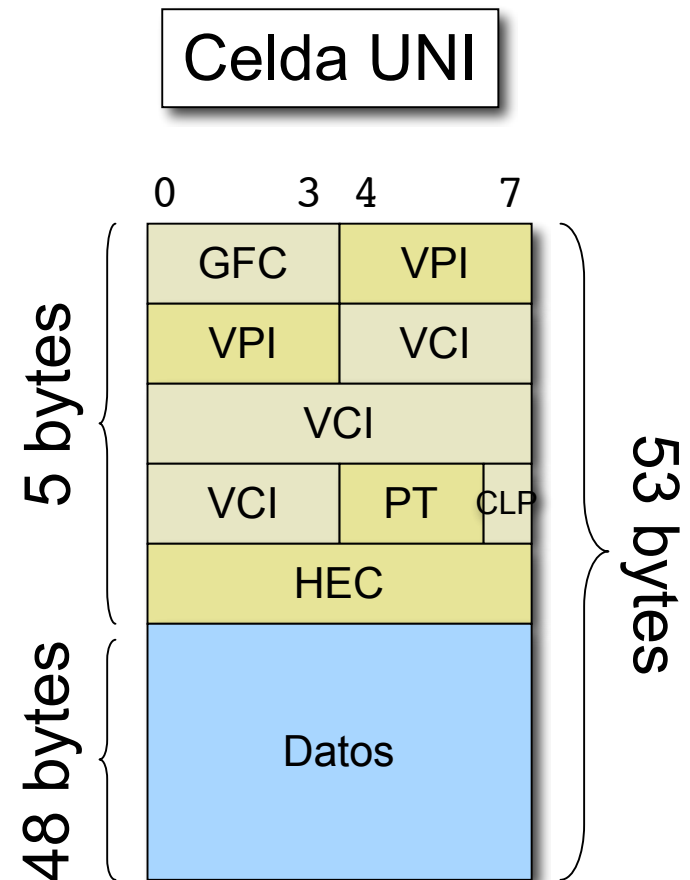 Celda UNI
0 3 4 7
GFC VPI
VPI VCI
VCI
VCI PT CLP
HEC
Datos
5 bytes
48 bytes
53 bytes